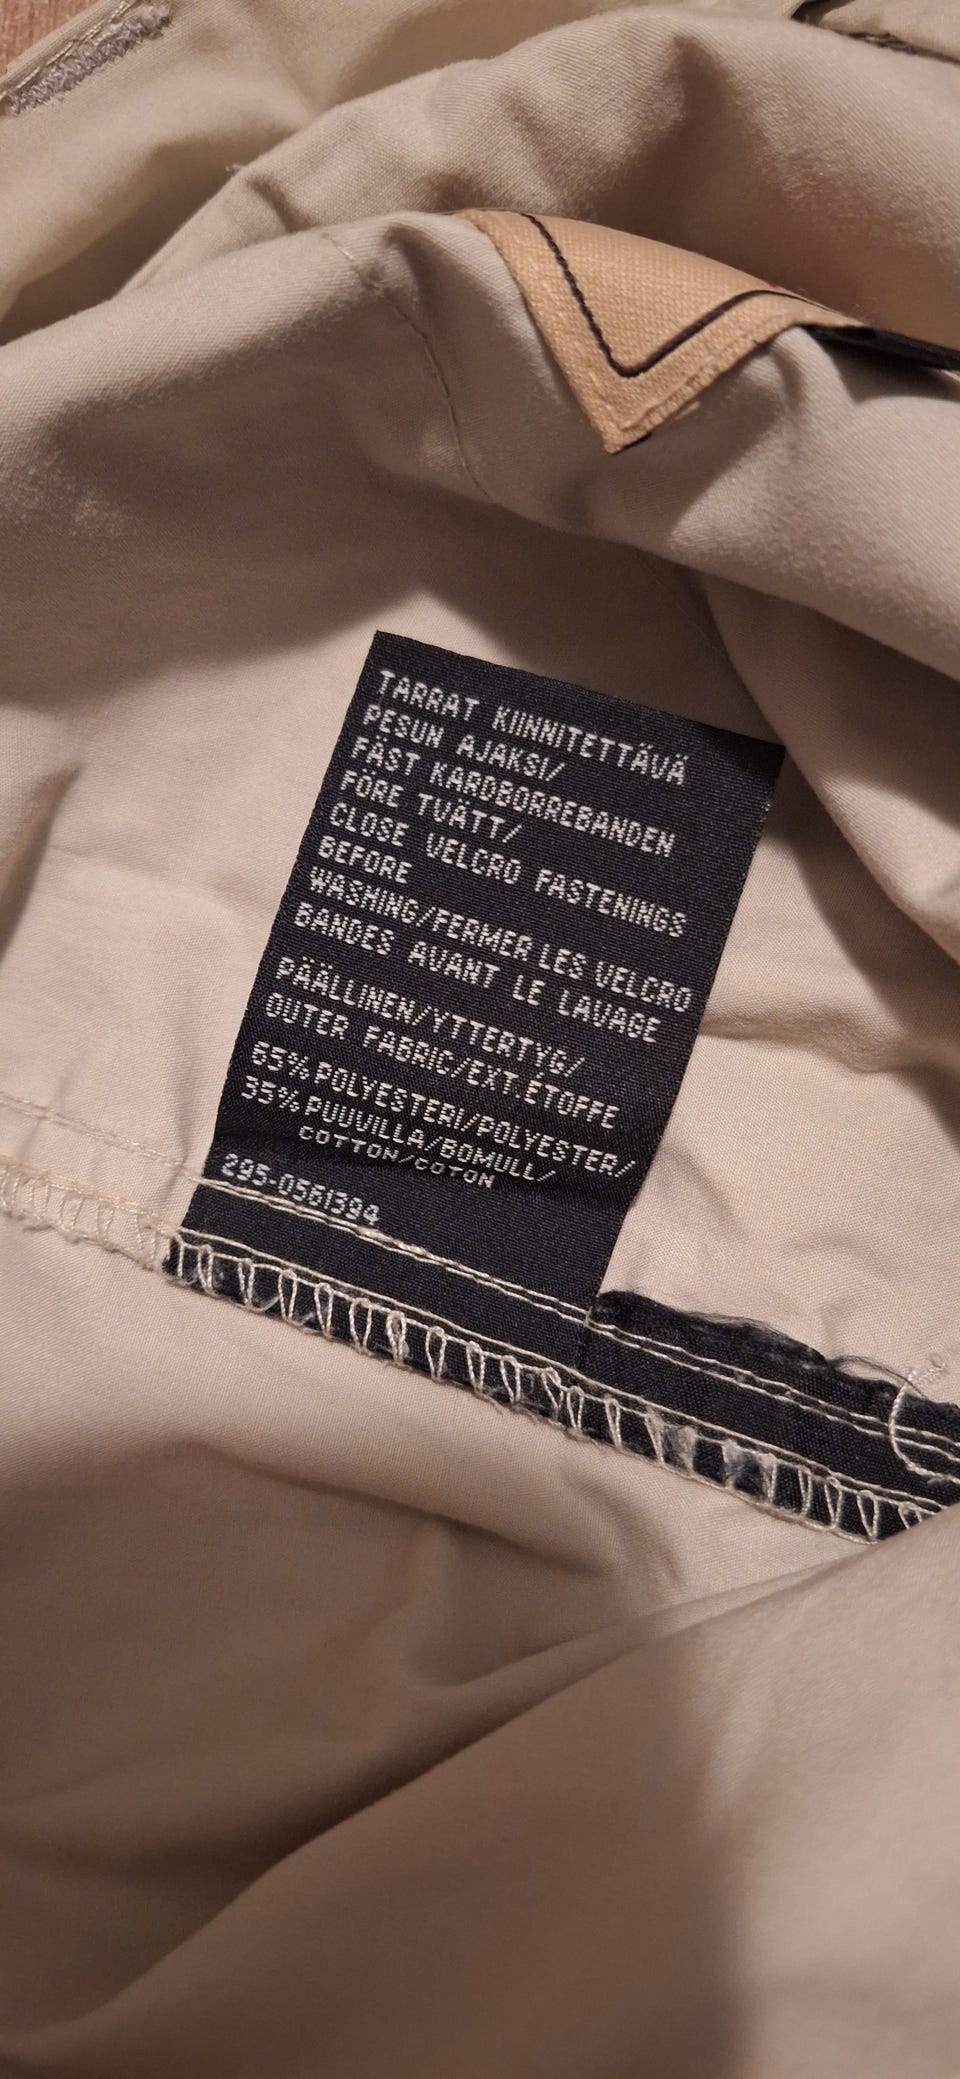 TARRAT KIINNITETTÄVÄ
PESUN AJAKSI/
FÄST KARDBORREBANDEN
FÖRE TVÄTT/
CLOSE VELCRO FASTENINGS
BEFORE
WASHING/FERMER LES VELCRO
BANDES AVANT LE LAVAGE
PÄÄLLINEN/YTTERTYG/
OUTER FABRIC/EXT.ÉTOFFE
65% POLYESTERI/POLYESTER/
35% PUUVILLA/BOMULL/
COTTON/COTON
295-0561394